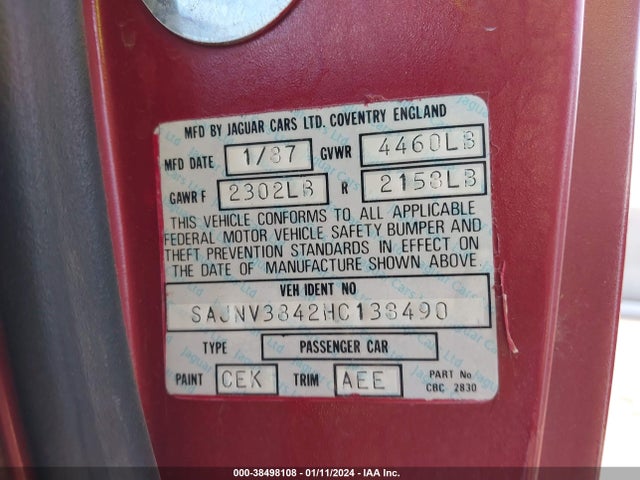 MFD BY JAGUAR CARS LTD. COVENTRY ENGLAND
MFD DATE 1/87 GVWR 4460LB
GAWR F 2302LB R 2158LB
THIS VEHICLE CONFORMS TO ALL APPLICABLE
FEDERAL MOTOR VEHICLE SAFETY BUMPER AND
THEFT PREVENTION STANDARDS IN EFFECT ON
THE DATE OF MANUFACTURE SHOWN ABOVE.
VEH IDENT NO
SAJNV3842HC138490
TYPE PASSENGER CAR
PAINT CEK TRIM AEE PART No
CBC 2830
000-38498108 - 01/11/2024 - IAA Inc.